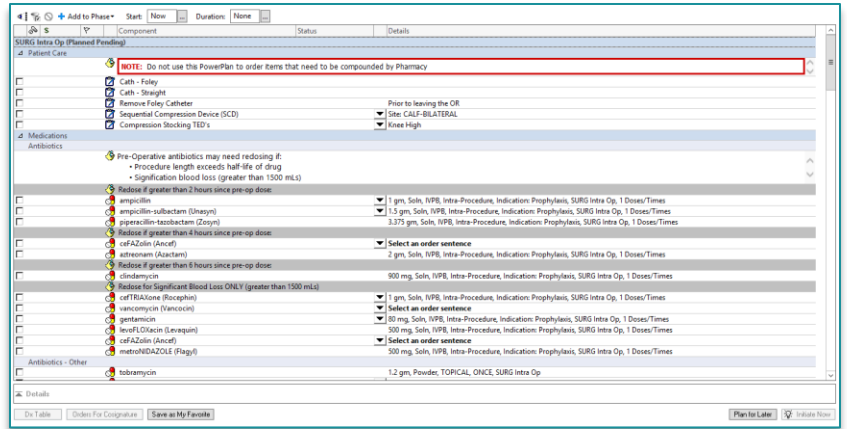 + Add to Phase Start: Now ... Duration: None ...
$ Component Status Details
SURG Intra Op (Planned Pending)
Patient Care
NOTE: Do not use this PowerPlan to order items that need to be compounded by Pharmacy
Cath - Foley
Cath - Straight
Remove Foley Catheter Prior to leaving the OR
Sequential Compression Device (SCD) Site: CALF-BILATERAL
Compression Stocking TED's Knee High
Medications
Antibiotics
Pre-Operative antibiotics may need redosing if:
• Procedure length exceeds half-life of drug
• Signification blood loss (greater than 1500 mLs)
Redose if greater than 2 hours since pre-op dose:
ampicillin 1 gm, Soln, IVPB, Intra-Procedure, Indication: Prophylaxis, SURG Intra Op, 1 Doses/Times
ampicillin-sulbactam (Unasyn) 1.5 gm, Soln, IVPB, Intra-Procedure, Indication: Prophylaxis, SURG Intra Op, 1 Doses/Times
piperacillin-tazobactam (Zosyn) 3.375 gm, Soln, IVPB, Intra-Procedure, Indication: Prophylaxis, SURG Intra Op, 1 Doses/Times
Redose if greater than 4 hours since pre-op dose:
ceFAZolin (Ancef) Select an order sentence
aztreonam (Azactam) 2 gm, Soln, IVPB, Intra-Procedure, Indication: Prophylaxis, SURG Intra Op, 1 Doses/Times
Redose if greater than 6 hours since pre-op dose:
clindamycin 900 mg, Soln, IVPB, Intra-Procedure, Indication: Prophylaxis, SURG Intra Op, 1 Doses/Times
Redose for Significant Blood Loss ONLY (greater than 1500 mLs)
cefTRIAXone (Rocephin) 1 gm, Soln, IVPB, Intra-Procedure, Indication: Prophylaxis, SURG Intra Op, 1 Doses/Times
vancomycin (Vancocin) Select an order sentence
gentamicin 80 mg, Soln, IVPB, Intra-Procedure, Indication: Prophylaxis, SURG Intra Op, 1 Doses/Times
levoFLOXacin (Levaquin) 500 mg, Soln, IVPB, Intra-Procedure, Indication: Prophylaxis, SURG Intra Op, 1 Doses/Times
ceFAZolin (Ancef) Select an order sentence
metroNIDAZOLE (Flagyl) 500 mg, Soln, IVPB, Intra-Procedure, Indication: Prophylaxis, SURG Intra Op, 1 Doses/Times
Antibiotics - Other
tobramycin 1.2 gm, Powder, TOPICAL, ONCE, SURG Intra Op
Details
Dx Table Orders For Cosignature Save as My Favorite Plan for Later Initiate Now